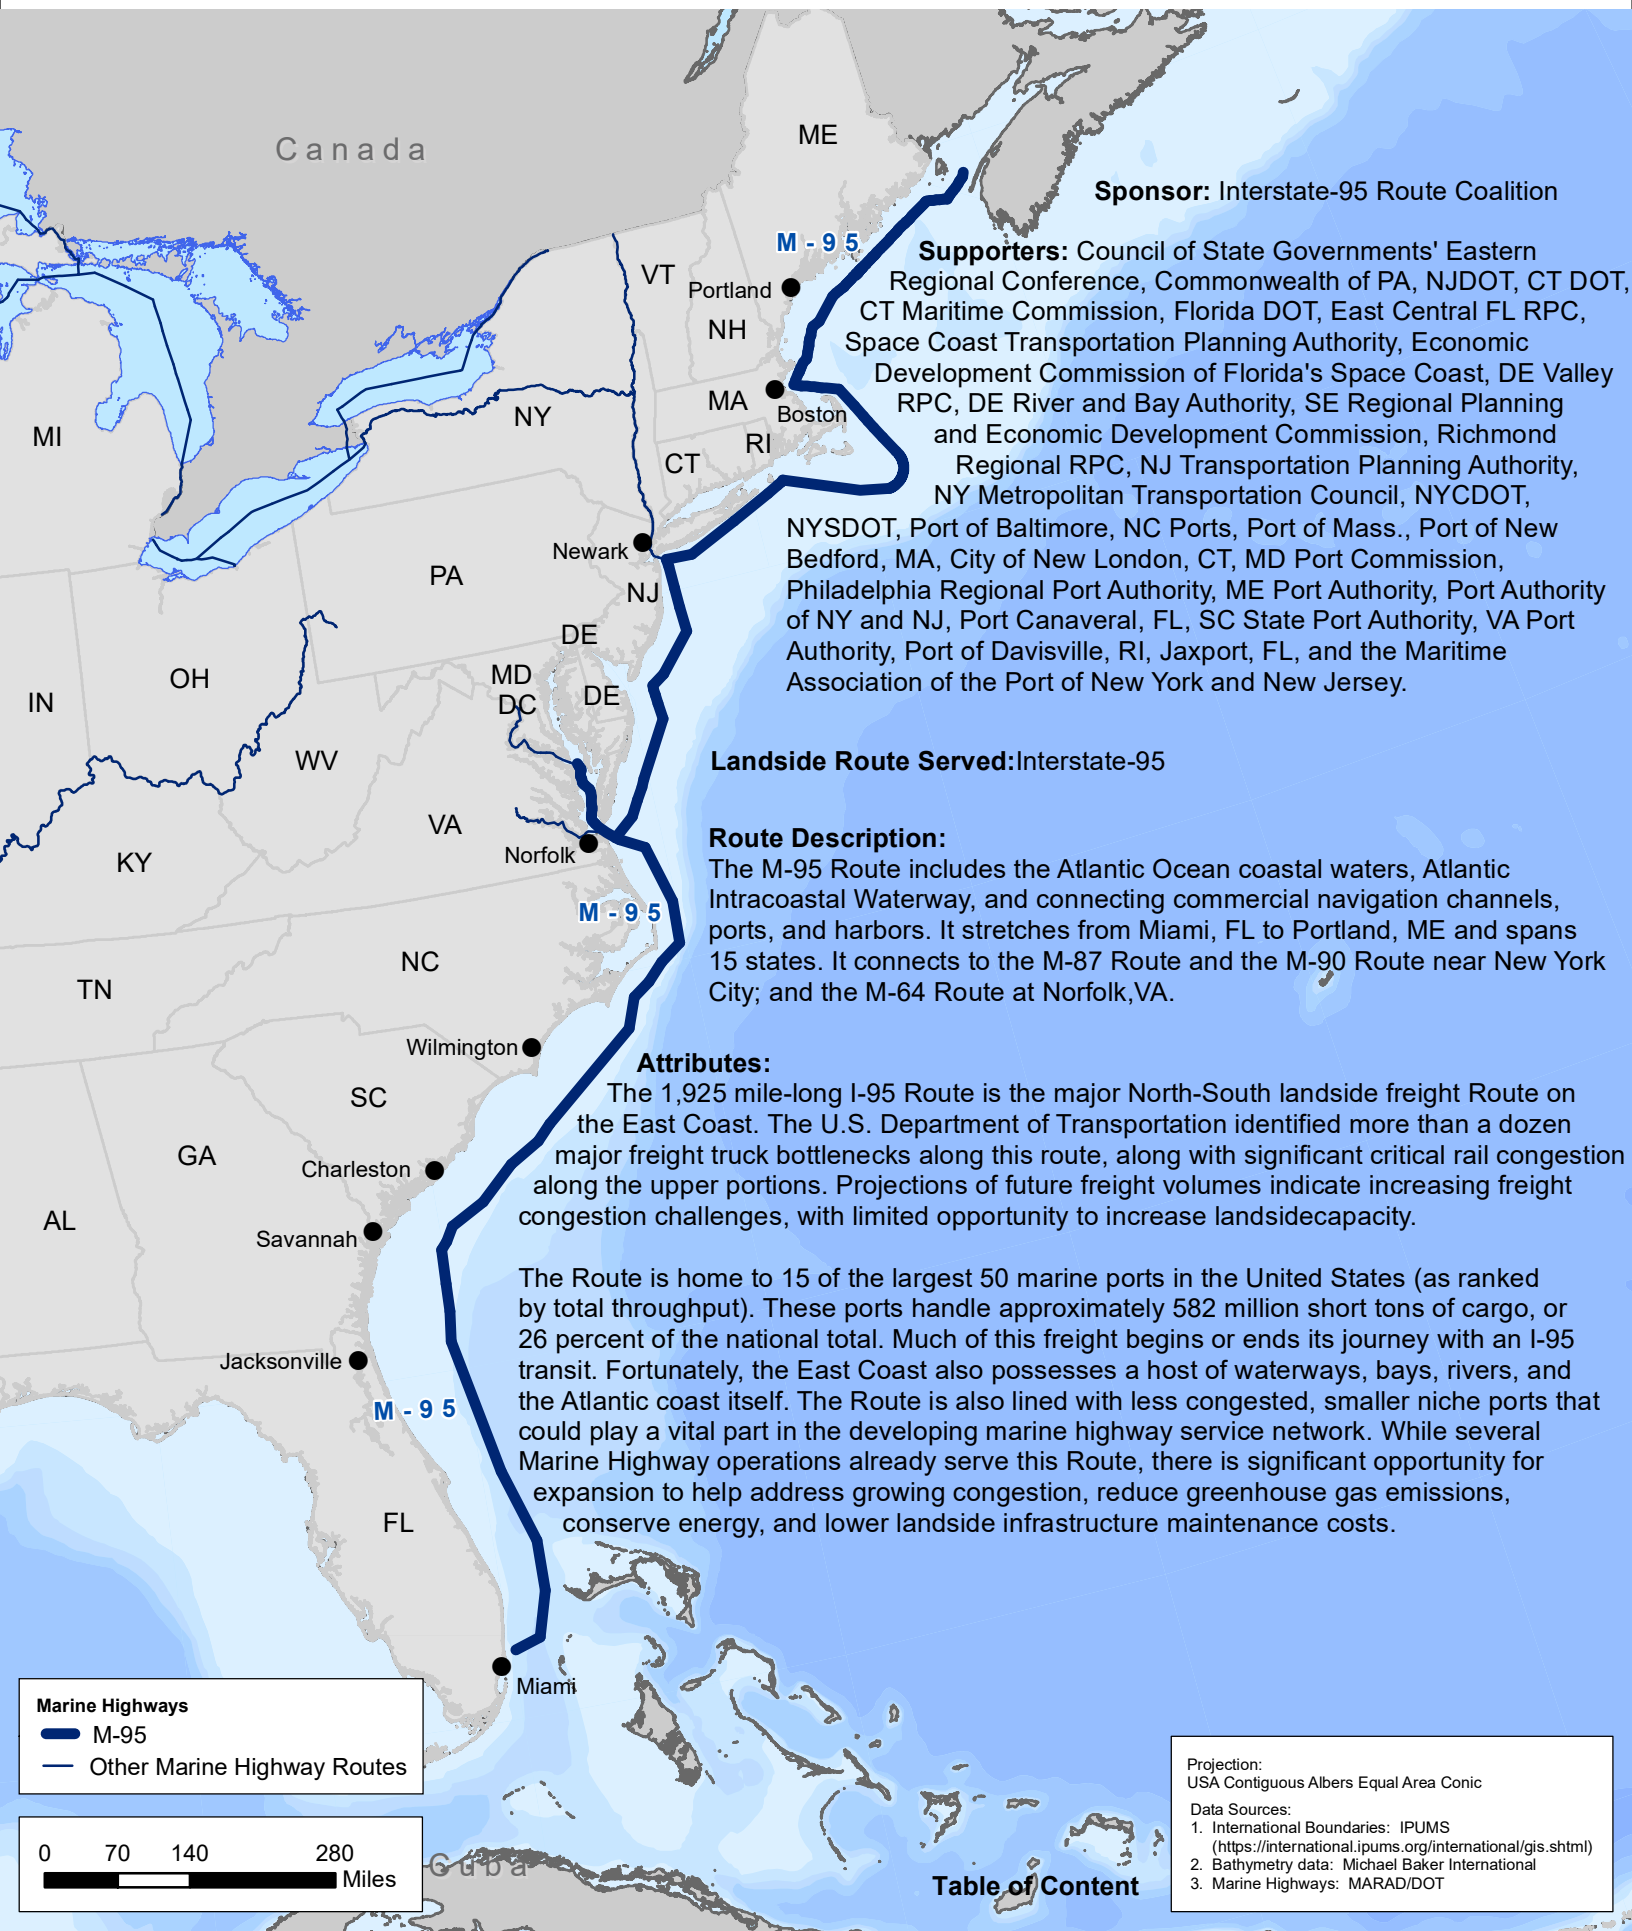 Canada
ME
Sponsor: Interstate-95 Route Coalition
M-95
Supporters: Council of State Governments' Eastern
Regional Conference, Commonwealth of PA, NJDOT, CT DOT,
CT Maritime Commission, Florida DOT, East Central FL RPC,
Space Coast Transportation Planning Authority, Economic
Development Commission of Florida's Space Coast, DE Valley
RPC, DE River and Bay Authority, SE Regional Planning
and Economic Development Commission, Richmond
Regional RPC, NJ Transportation Planning Authority,
NY Metropolitan Transportation Council, NYCDOT,
NYSDOT, Port of Baltimore, NC Ports, Port of Mass., Port of New
Bedford, MA, City of New London, CT, MD Port Commission,
Philadelphia Regional Port Authority, ME Port Authority, Port Authority
of NY and NJ, Port Canaveral, FL, SC State Port Authority, VA Port
Authority, Port of Davisville, RI, Jaxport, FL, and the Maritime
Association of the Port of New York and New Jersey.
VT
Portland
NH
MA
Boston
NY
MI
RI
CT
Newark
PA
NJ
DE
MD
OH
DE
IN
DC
WV
VA
Norfolk
KY
M-95
NC
TN
Landside Route Served:Interstate-95
Route Description:
The M-95 Route includes the Atlantic Ocean coastal waters, Atlantic
Intracoastal Waterway, and connecting commercial navigation channels,
ports, and harbors. It stretches from Miami, FL to Portland, ME and spans
15 states. It connects to the M-87 Route and the M-90 Route near New York
City; and the M-64 Route at Norfolk,VA.
Wilmington
SC
GA
Charleston
AL
Savannah
Attributes:
The 1,925 mile-long I-95 Route is the major North-South landside freight Route on
the East Coast. The U.S. Department of Transportation identified more than a dozen
major freight truck bottlenecks along this route, along with significant critical rail congestion
along the upper portions. Projections of future freight volumes indicate increasing freight
congestion challenges, with limited opportunity to increase landsidecapacity.
The Route is home to 15 of the largest 50 marine ports in the United States (as ranked
by total throughput). These ports handle approximately 582 million short tons of cargo, or
26 percent of the national total. Much of this freight begins or ends its journey with an I-95
transit. Fortunately, the East Coast also possesses a host of waterways, bays, rivers, and
the Atlantic coast itself. The Route is also lined with less congested, smaller niche ports that
could play a vital part in the developing marine highway service network. While several
Marine Highway operations already serve this Route, there is significant opportunity for
expansion to help address growing congestion, reduce greenhouse gas emissions,
conserve energy, and lower landside infrastructure maintenance costs.
Jacksonville
M-95
FL
Miami
Marine Highways
M-95
Other Marine Highway Routes
0 70 140 280
Miles
Cuba
Table of Content
Projection:
USA Contiguous Albers Equal Area Conic
Data Sources:
1. International Boundaries: IPUMS
(https://international.ipums.org/international/gis.shtml)
2. Bathymetry data: Michael Baker International
3. Marine Highways: MARAD/DOT